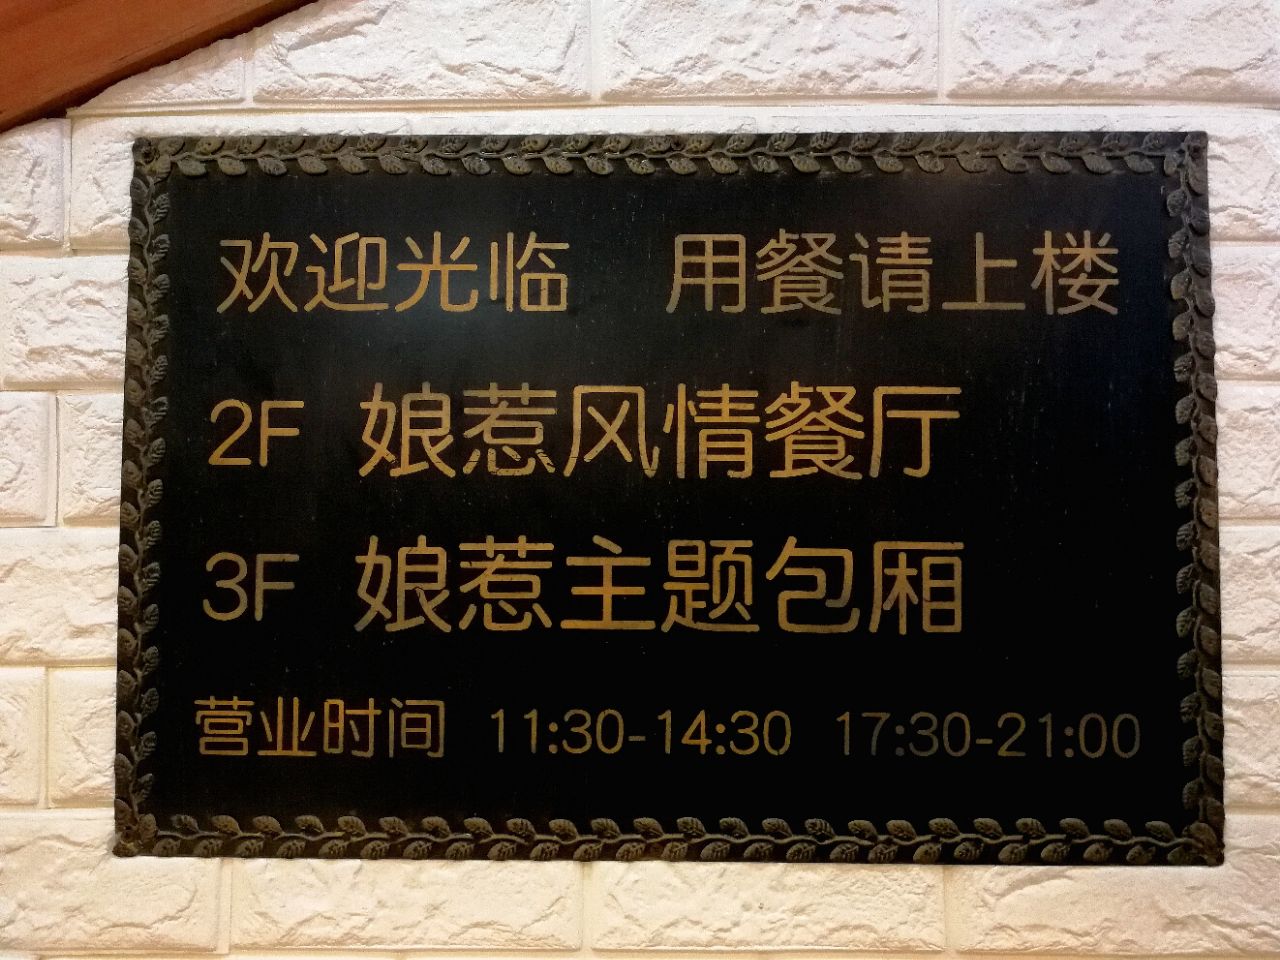 欢迎光临 用餐请上楼
2F 娘惹风情餐厅
3F 娘惹主题包厢
营业时间 11:30-14:30 17:30-21:00